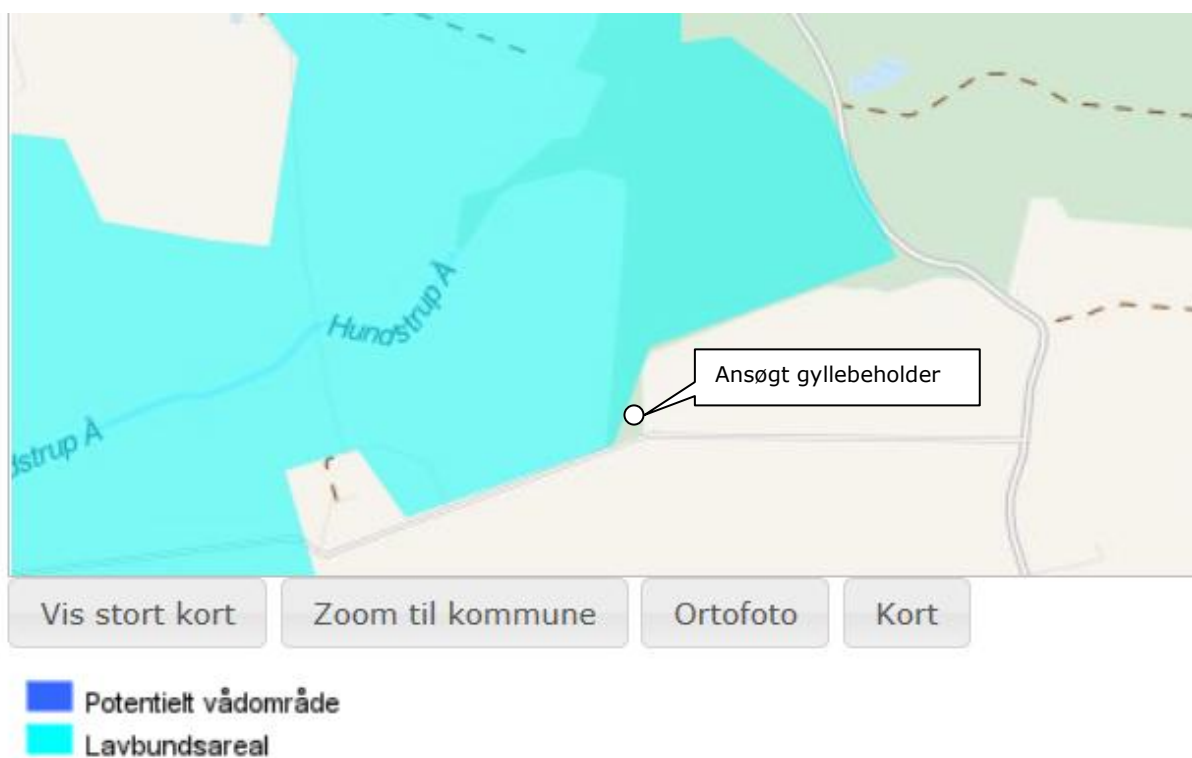 Hundstrup Å
dstrup Å
Ansøgt gyllebeholder
Vis stort kort
Zoom til kommune
Ortofoto
Kort
Potentielt vådområde
Lavbundsareal